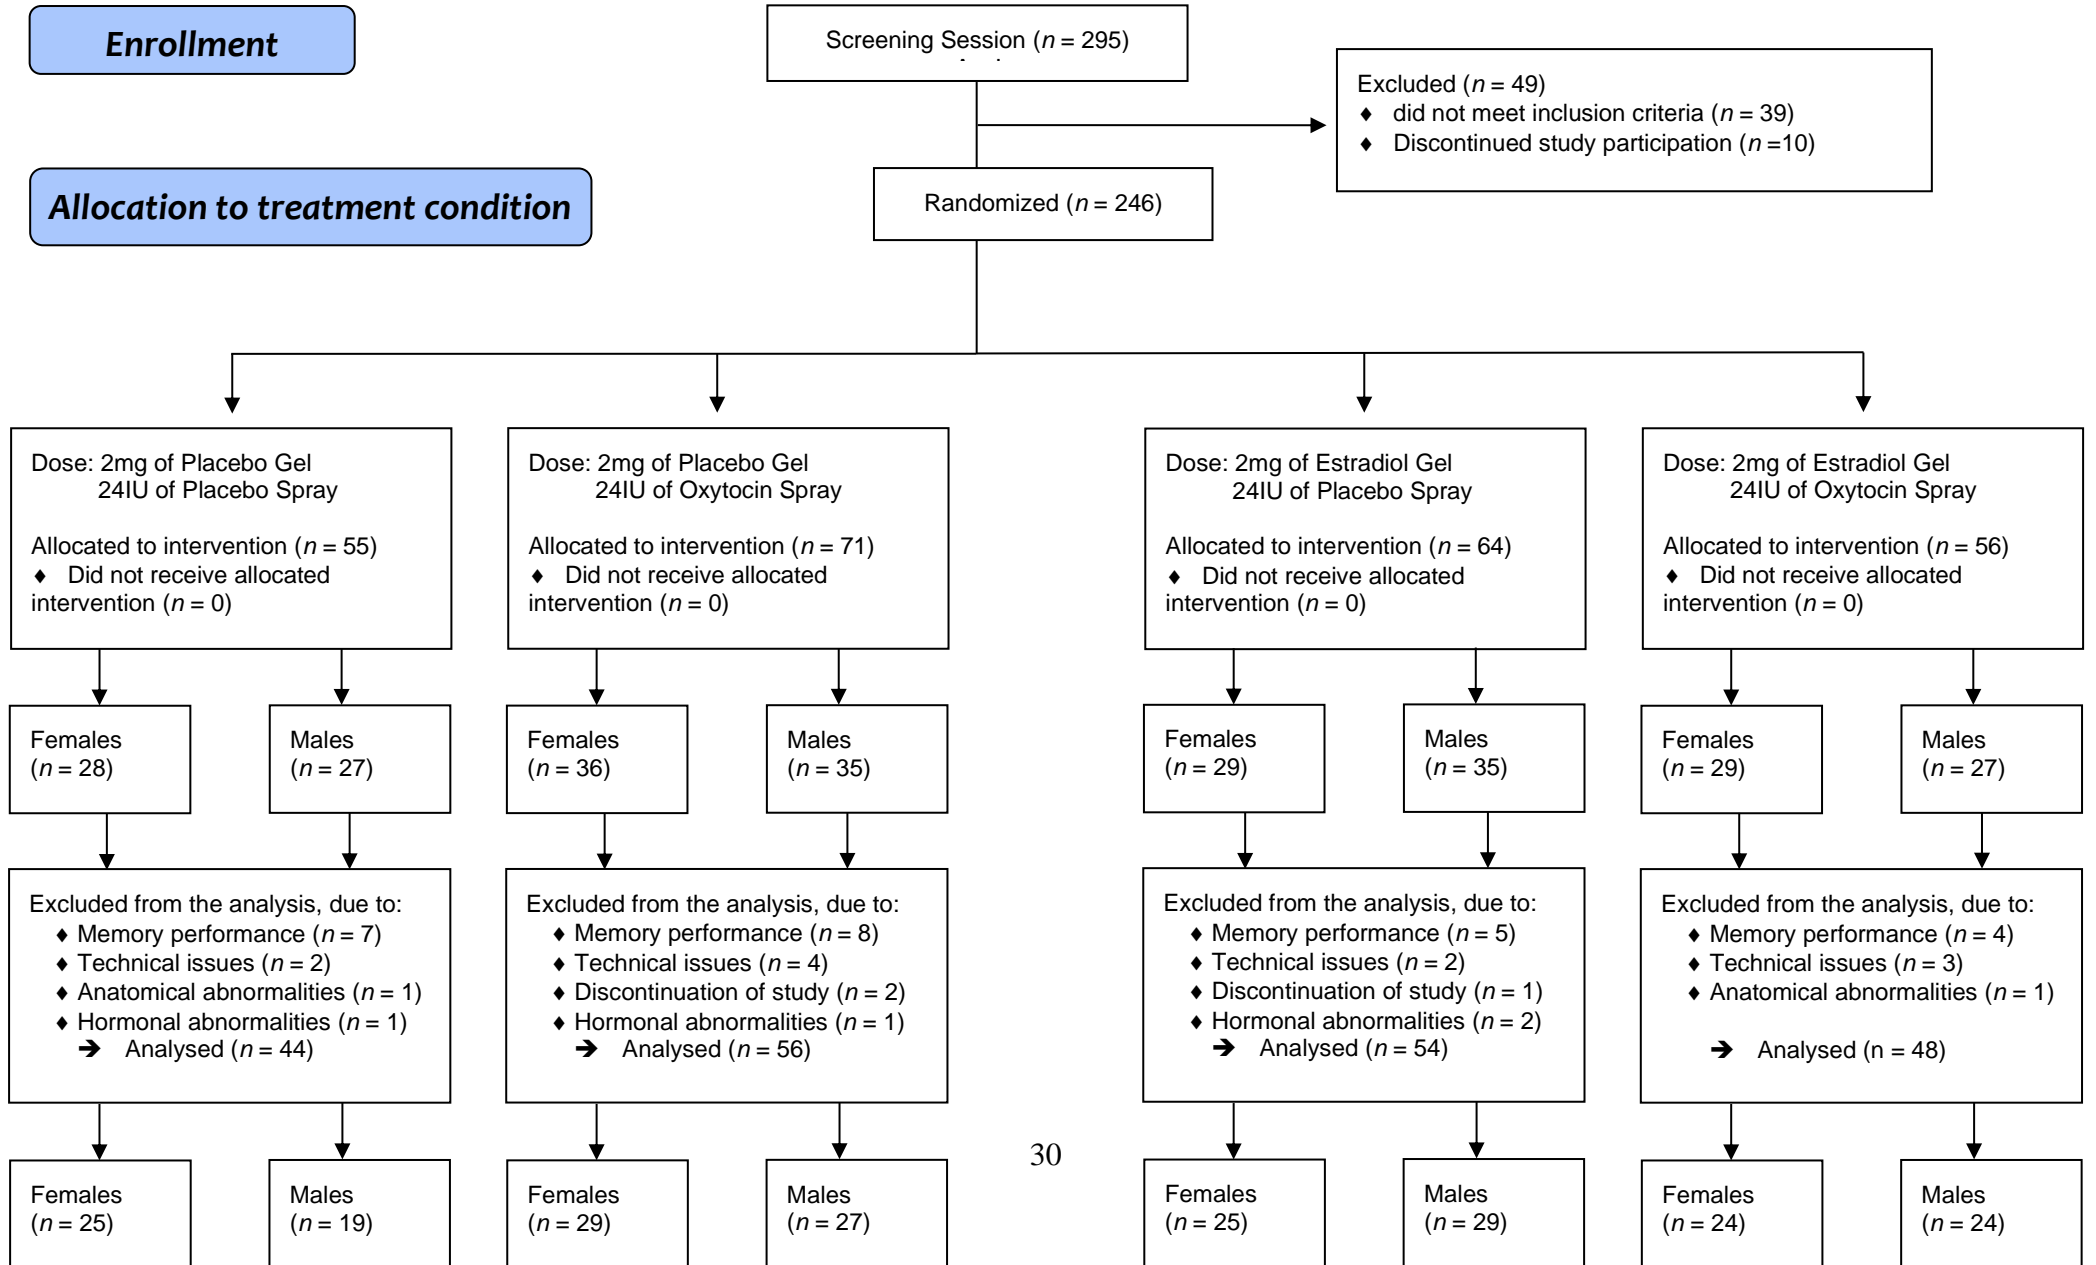 Enrollment
Screening Session (n = 295)
Excluded (n = 49)
♦ did not meet inclusion criteria (n = 39)
♦ Discontinued study participation (n =10)
Allocation to treatment condition
Randomized (n = 246)
Dose: 2mg of Placebo Gel
24IU of Placebo Spray
Allocated to intervention (n = 55)
♦ Did not receive allocated
intervention (n = 0)
Dose: 2mg of Placebo Gel
24IU of Oxytocin Spray
Allocated to intervention (n = 71)
♦ Did not receive allocated
intervention (n = 0)
Dose: 2mg of Estradiol Gel
24IU of Placebo Spray
Allocated to intervention (n = 64)
♦ Did not receive allocated
intervention (n = 0)
Dose: 2mg of Estradiol Gel
24IU of Oxytocin Spray
Allocated to intervention (n = 56)
♦ Did not receive allocated
intervention (n = 0)
Females
(n = 28)
Males
(n = 27)
Females
(n = 36)
Males
(n = 35)
Females
(n = 29)
Males
(n = 35)
Females
(n = 29)
Males
(n = 27)
Excluded from the analysis, due to:
♦ Memory performance (n = 7)
♦ Technical issues (n = 2)
♦ Anatomical abnormalities (n = 1)
♦ Hormonal abnormalities (n = 1)
➔ Analysed (n = 44)
Excluded from the analysis, due to:
♦ Memory performance (n = 8)
♦ Technical issues (n = 4)
♦ Discontinuation of study (n = 2)
♦ Hormonal abnormalities (n = 1)
➔ Analysed (n = 56)
Excluded from the analysis, due to:
♦ Memory performance (n = 5)
♦ Technical issues (n = 2)
♦ Discontinuation of study (n = 1)
♦ Hormonal abnormalities (n = 2)
➔ Analysed (n = 54)
Excluded from the analysis, due to:
♦ Memory performance (n = 4)
♦ Technical issues (n = 3)
♦ Anatomical abnormalities (n = 1)
➔ Analysed (n = 48)
Females
(n = 25)
Males
(n = 19)
Females
(n = 29)
Males
(n = 27)
30
Females
(n = 25)
Males
(n = 29)
Females
(n = 24)
Males
(n = 24)